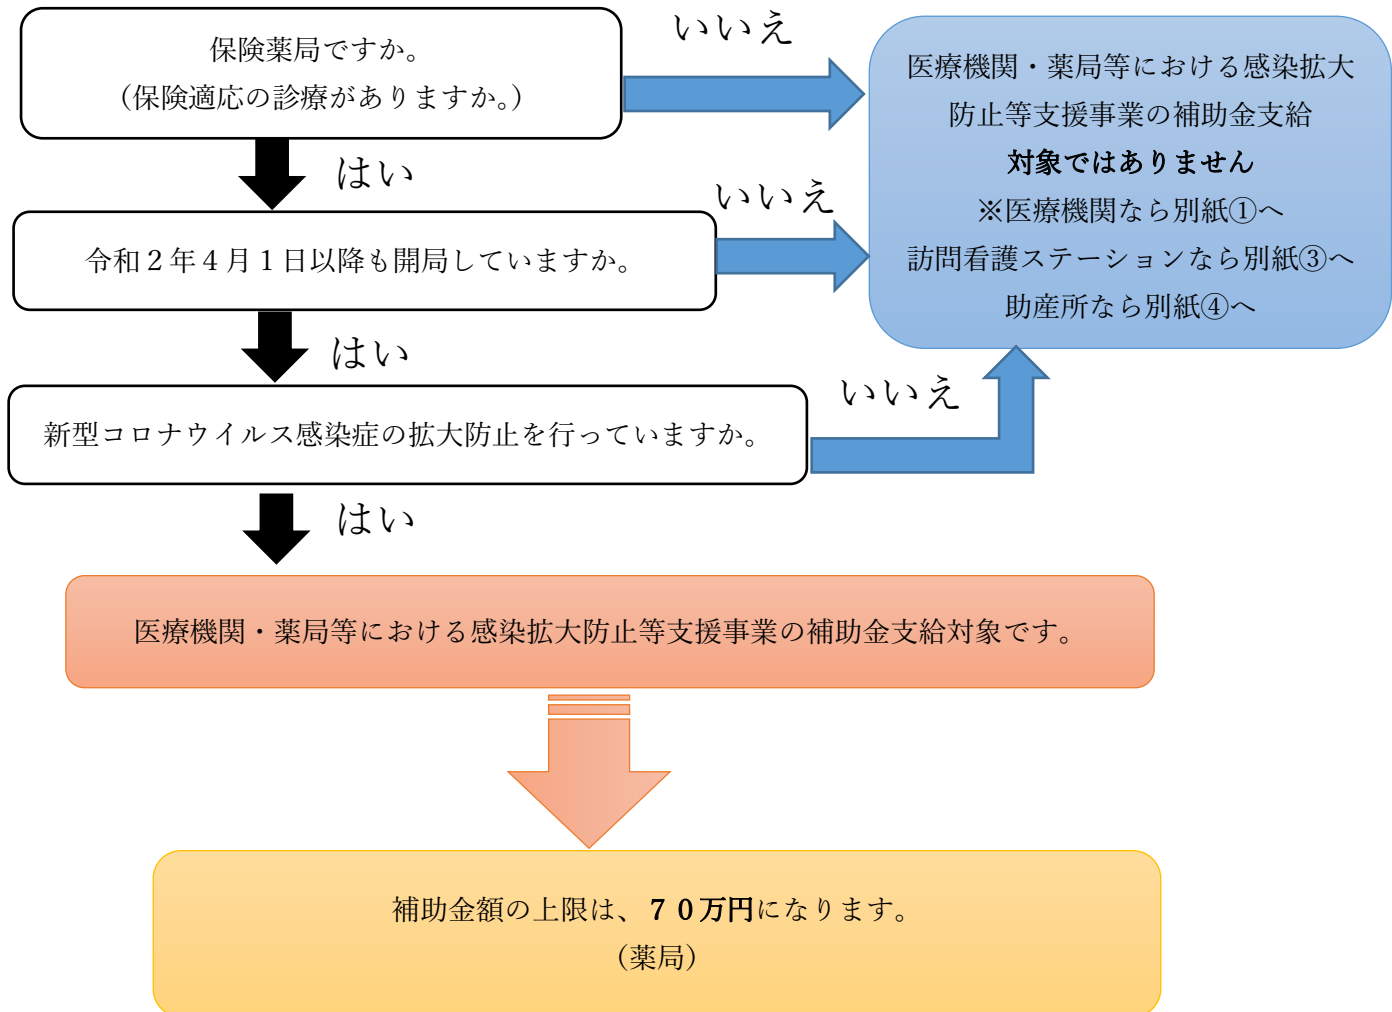 保険薬局ですか。
（保険適応の診療がありますか。）
いいえ
医療機関・薬局等における感染拡大
防止等支援事業の補助金支給
対象ではありません
※医療機関なら別紙①へ
訪問看護ステーションなら別紙③へ
助産所なら別紙④へ
はい
令和２年４月１日以降も開局していますか。
いいえ
はい
新型コロナウイルス感染症の拡大防止を行っていますか。
いいえ
はい
医療機関・薬局等における感染拡大防止等支援事業の補助金支給対象です。
補助金額の上限は、７０万円になります。
（薬局）